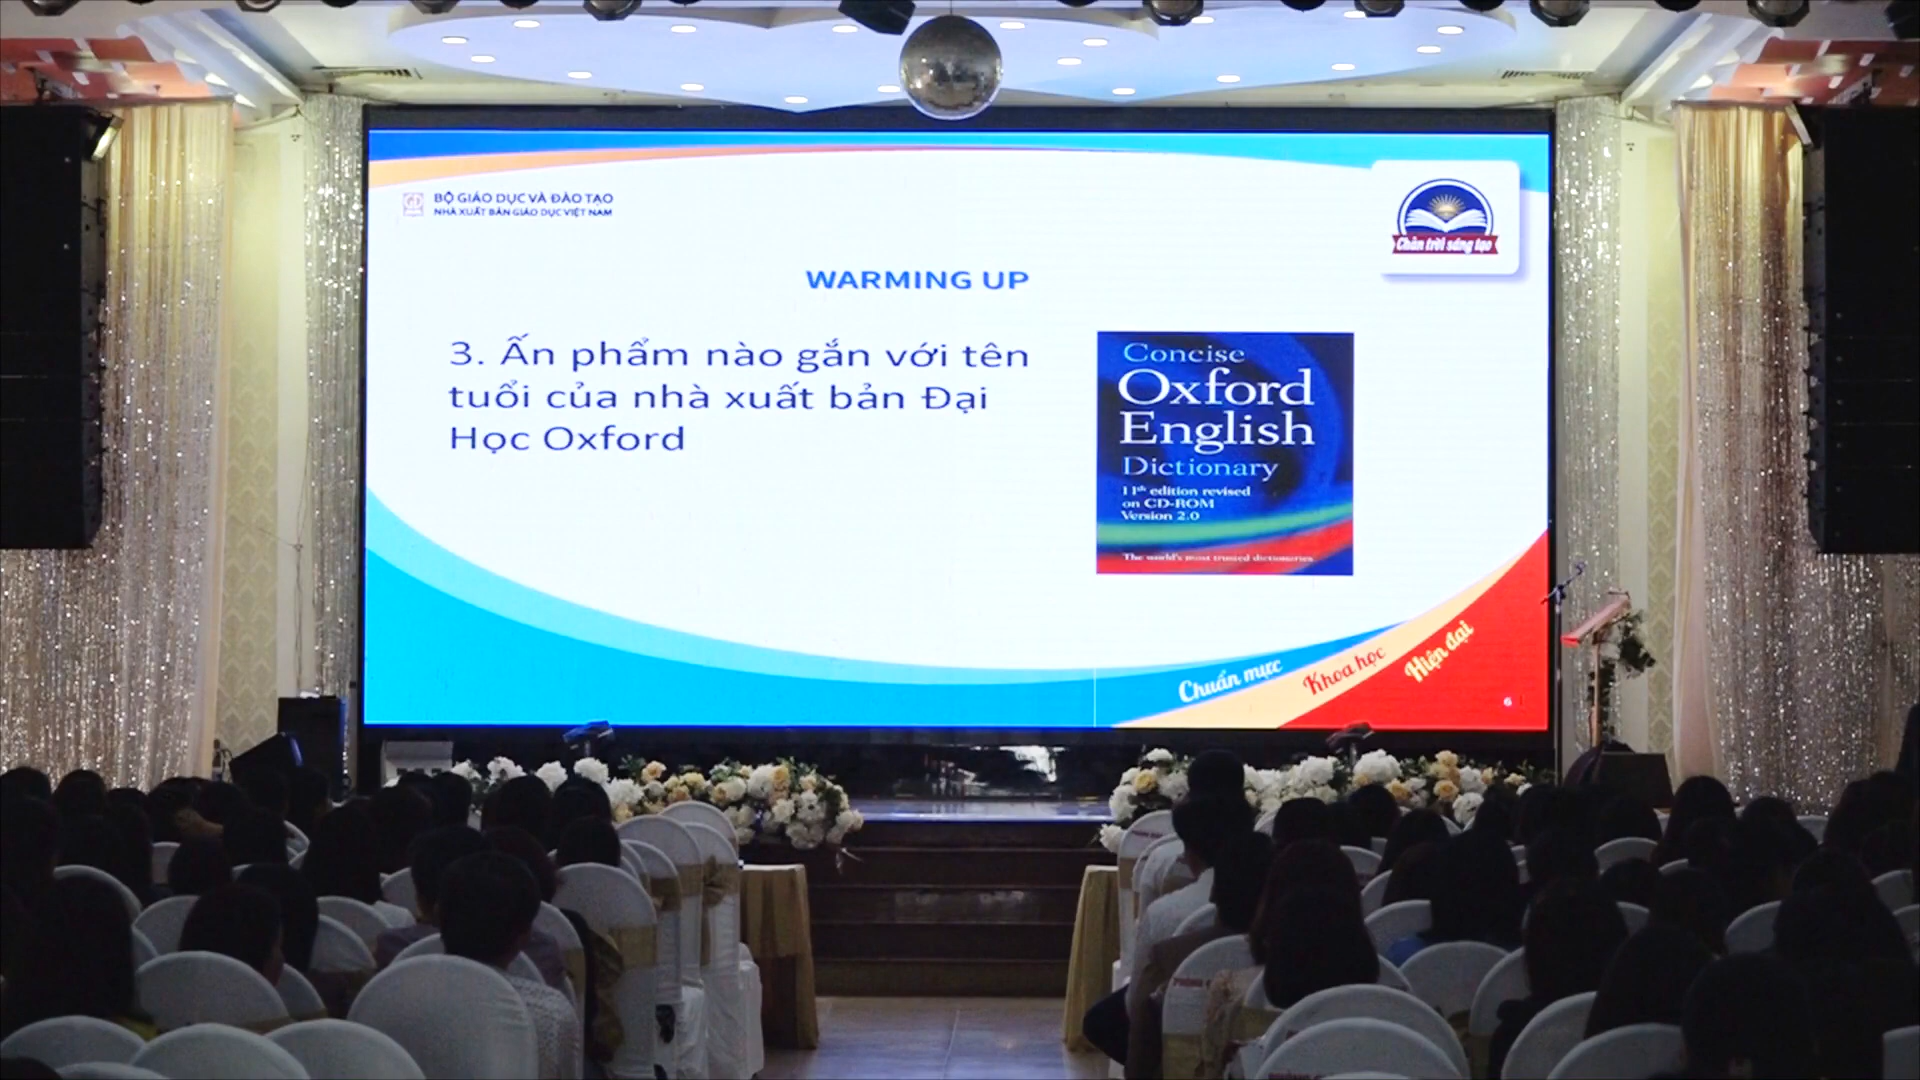 BỘ GIÁO DỤC VÀ ĐÀO TẠO
NHÀ XUẤT BẢN GIÁO DỤC VIỆT NAM
Chân trời sáng tạo
WARMING UP
3. Ấn phẩm nào gắn với tên
tuổi của nhà xuất bản Đại
Học Oxford
Concise
Oxford
English
Dictionary
11th edition revised
on CD-ROM
Version 2.0
The world's most trusted dictionaries
Chuẩn mực
Khoa học
Hiện đại
6